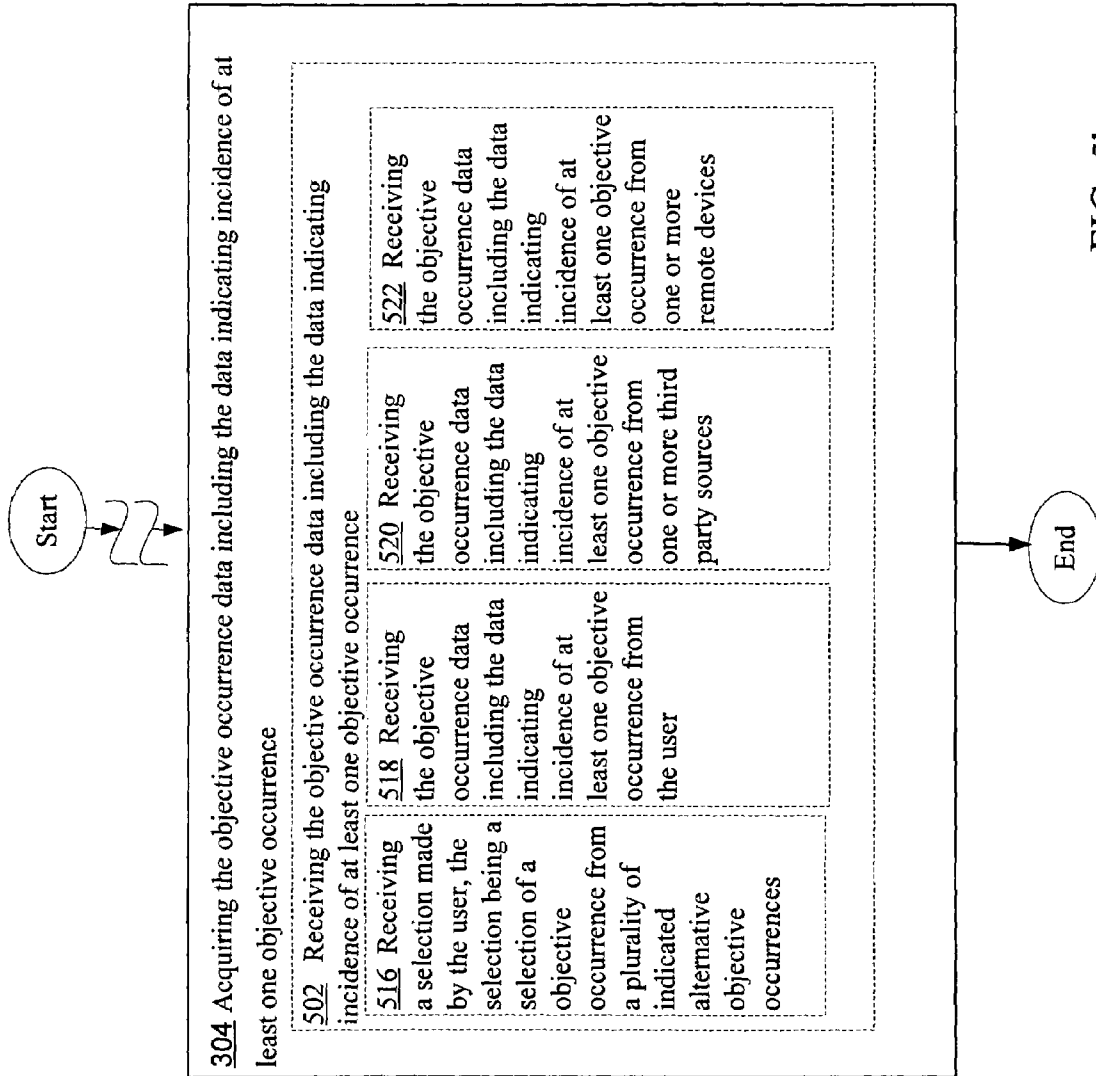 Start
304 Acquiring the objective occurrence data including the data indicating incidence of at
least one objective occurrence
502 Receiving the objective occurrence data including the data indicating
incidence of at least one objective occurrence
516 Receiving
a selection made
by the user, the
selection being a
selection of a
objective
occurrence from
a plurality of
indicated
alternative
objective
occurrences
518 Receiving
the objective
occurrence data
including the data
indicating
incidence of at
least one objective
occurrence from
the user
520 Receiving
the objective
occurrence data
including the data
indicating
incidence of at
least one objective
occurrence from
one or more third
party sources
522 Receiving
the objective
occurrence data
including the data
indicating
incidence of at
least one objective
occurrence from
one or more
remote devices
End